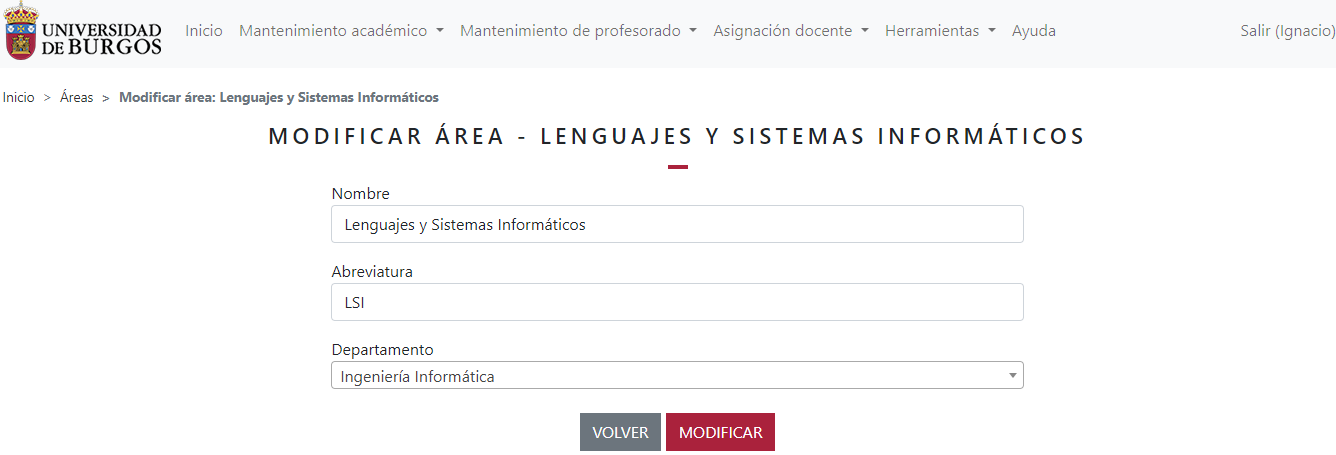 UNIVERSIDAD
DE BURGOS
Inicio Mantenimiento académico Mantenimiento de profesorado Asignación docente Herramientas Ayuda Salir (Ignacio)
Inicio > Áreas > Modificar área: Lenguajes y Sistemas Informáticos
MODIFICAR ÁREA - LENGUAJES Y SISTEMAS INFORMÁTICOS
Nombre
Lenguajes y Sistemas Informáticos
Abreviatura
LSI
Departamento
Ingeniería Informática
VOLVER MODIFICAR